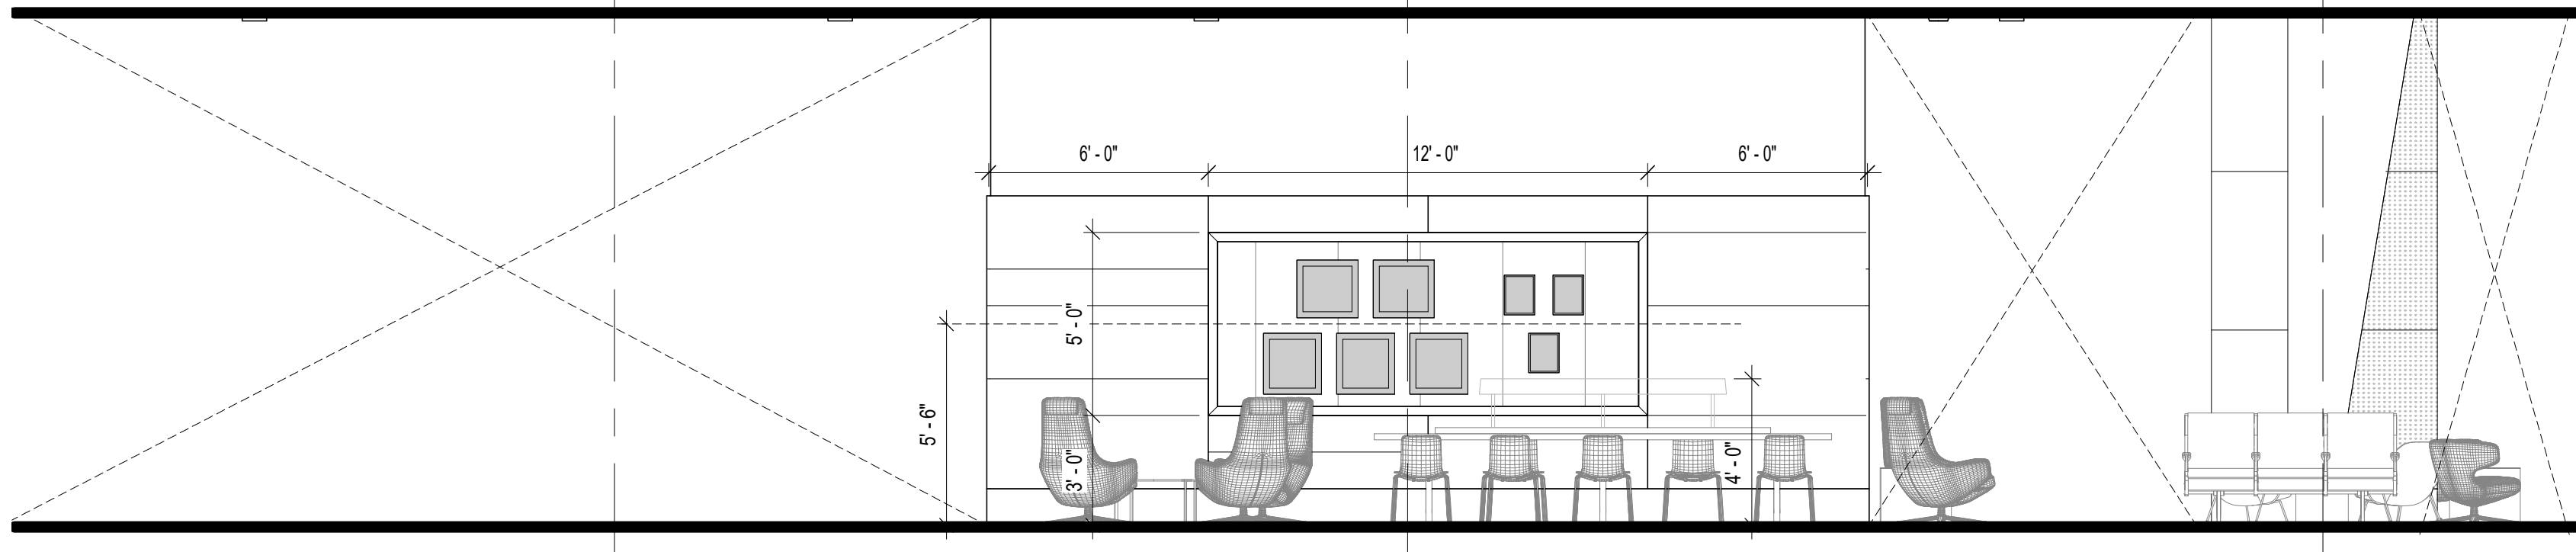 6' - 0"
12' - 0"
6' - 0"
5' - 0"
5' - 6"
3' - 0"
4' - 0"